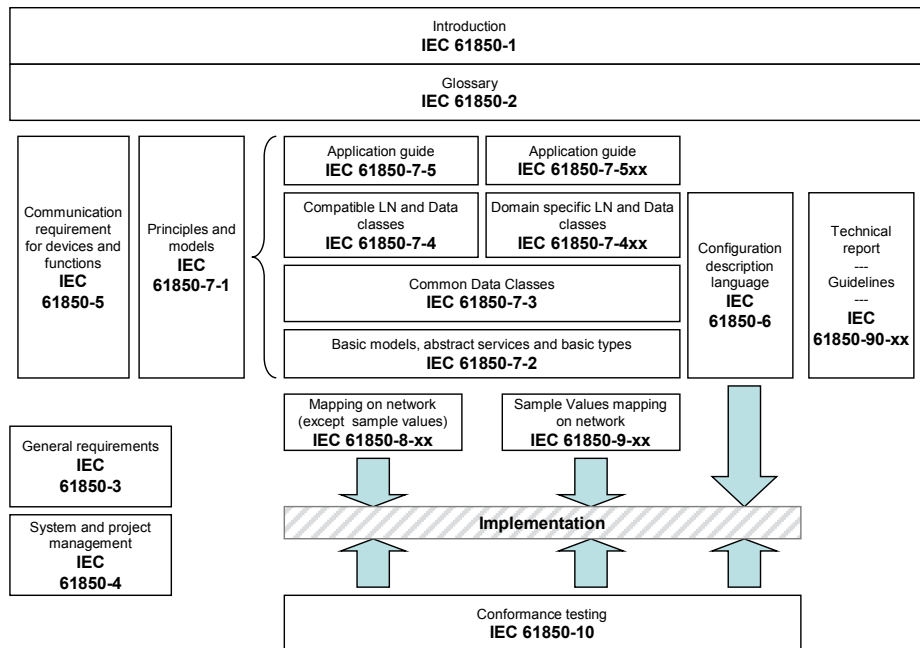 Introduction
IEC 61850-1
Glossary
IEC 61850-2
Communication
requirement
for devices and
functions
IEC
61850-5
Principles and
models
IEC
61850-7-1
Application guide
IEC 61850-7-5
Application guide
IEC 61850-7-5xx
Compatible LN and Data
classes
IEC 61850-7-4
Domain specific LN and Data
classes
IEC 61850-7-4xx
Common Data Classes
IEC 61850-7-3
Basic models, abstract services and basic types
IEC 61850-7-2
Configuration
description
language
IEC
61850-6
Technical
report
---
Guidelines
---
IEC
61850-90-xx
Mapping on network
(except sample values)
IEC 61850-8-xx
Sample Values mapping
on network
IEC 61850-9-xx
General requirements
IEC
61850-3
System and project
management
IEC
61850-4
Implementation
Conformance testing
IEC 61850-10